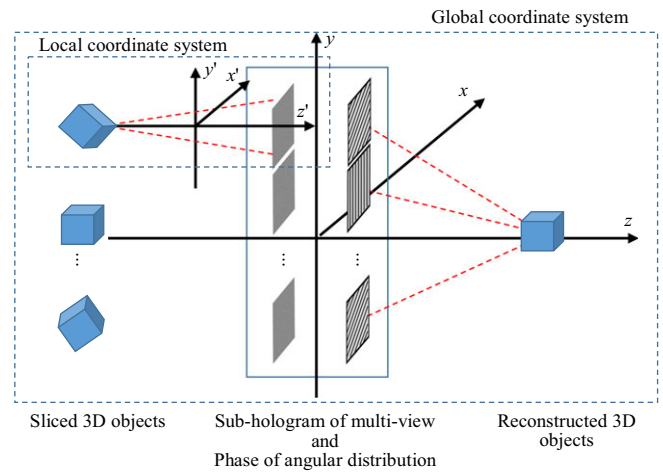 Global coordinate system
Local coordinate system
y
y'
x'
z'
x
z
⋮
⋮
⋮
Sliced 3D objects
Sub-hologram of multi-view
and
Phase of angular distribution
Reconstructed 3D
objects